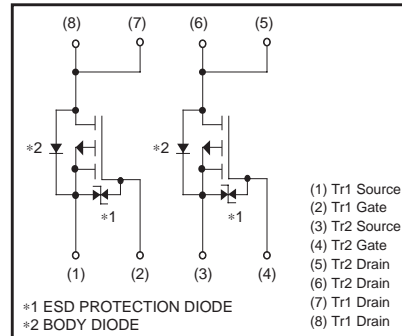 (8) (7) (6) (5)
*2 *2
*1 *1
(1) (2) (3) (4)
(1) Tr1 Source
(2) Tr1 Gate
(3) Tr2 Source
(4) Tr2 Gate
(5) Tr2 Drain
(6) Tr2 Drain
(7) Tr1 Drain
(8) Tr1 Drain
*1 ESD PROTECTION DIODE
*2 BODY DIODE